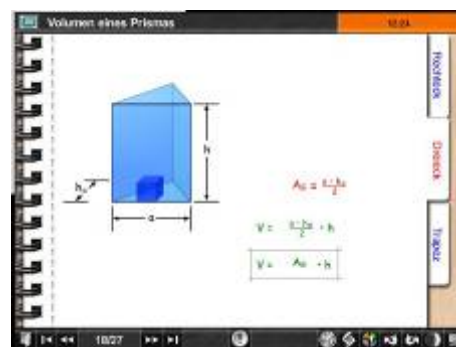 Volumen eines Prismas
Rechteck
Dreieck
Trapez
h
hₐ
a
A_G = a · hₐ / 2
V = a · hₐ / 2 · h
V = A_G · h
18/27